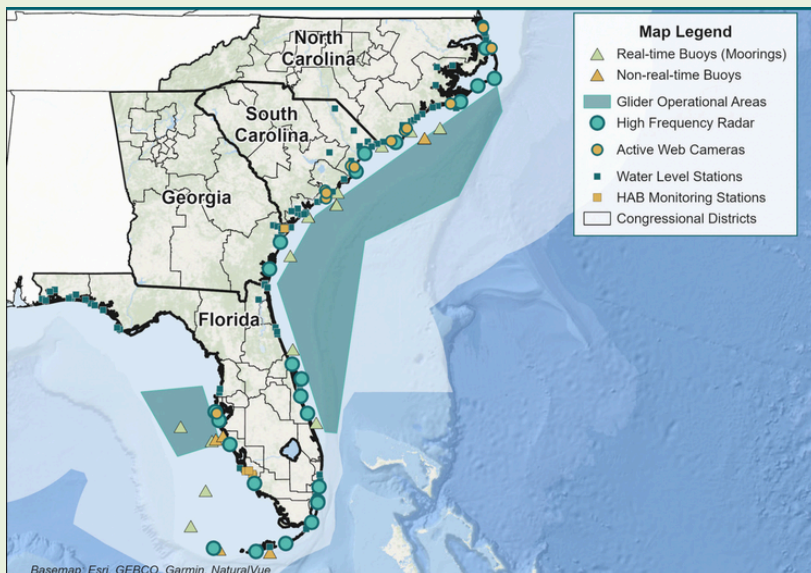 North
Carolina
South
Carolina
Georgia
Florida
Map Legend
Real-time Buoys (Moorings)
Non-real-time Buoys
Glider Operational Areas
High Frequency Radar
Active Web Cameras
Water Level Stations
HAB Monitoring Stations
Congressional Districts
Basemap: Esri, GEBCO, Garmin, NaturalVue